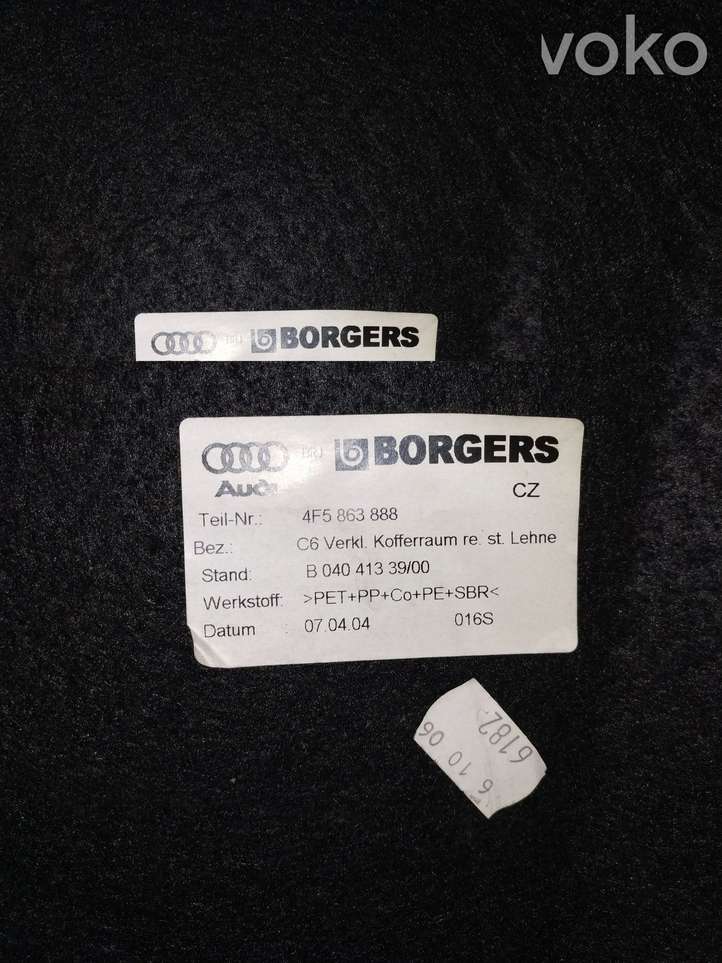 voko
BORGERS
BORGERS
Audi
CZ
Teil-Nr.: 4F5 863 888
Bez.: C6 Verkl. Kofferraum re. st. Lehne
Stand: B 040 413 39/00
Werkstoff: >PET+PP+Co+PE+SBR<
Datum 07.04.04 016S
6182
6 10 06